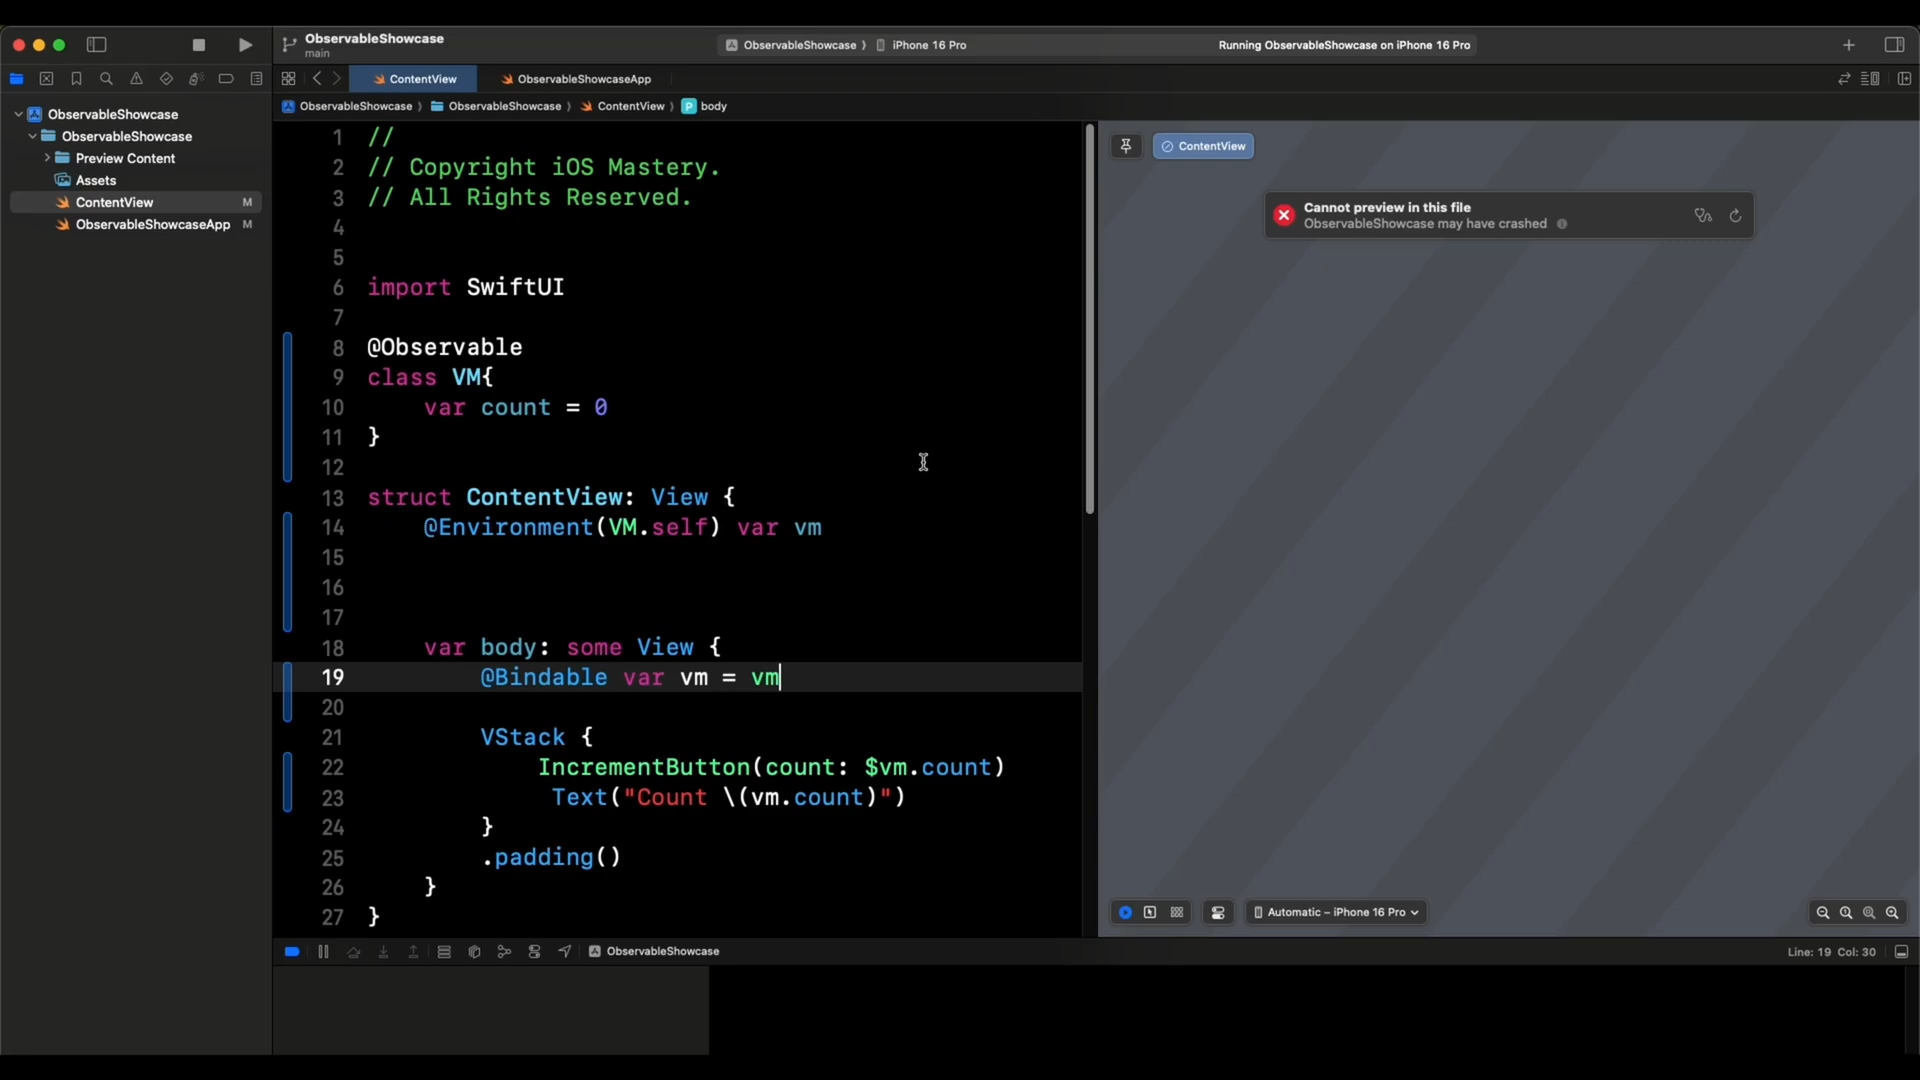 ObservableShowcase
main
ObservableShowcase ⟩ iPhone 16 Pro
Running ObservableShowcase on iPhone 16 Pro
ContentView
ObservableShowcaseApp
ObservableShowcase ⟩ ObservableShowcase ⟩ ContentView ⟩ P body
ObservableShowcase
ObservableShowcase
Preview Content
Assets
ContentView M
ObservableShowcaseApp M
1 //
2 // Copyright iOS Mastery.
3 // All Rights Reserved.
4
5
6 import SwiftUI
7
8 @Observable
9 class VM{
10 var count = 0
11 }
12
13 struct ContentView: View {
14 @Environment(VM.self) var vm
15
16
17
18 var body: some View {
19 @Bindable var vm = vm
20
21 VStack {
22 IncrementButton(count: $vm.count)
23 Text("Count \(vm.count)")
24 }
25 .padding()
26 }
27 }
ContentView
Cannot preview in this file
ObservableShowcase may have crashed
Automatic – iPhone 16 Pro
ObservableShowcase
Line: 19 Col: 30